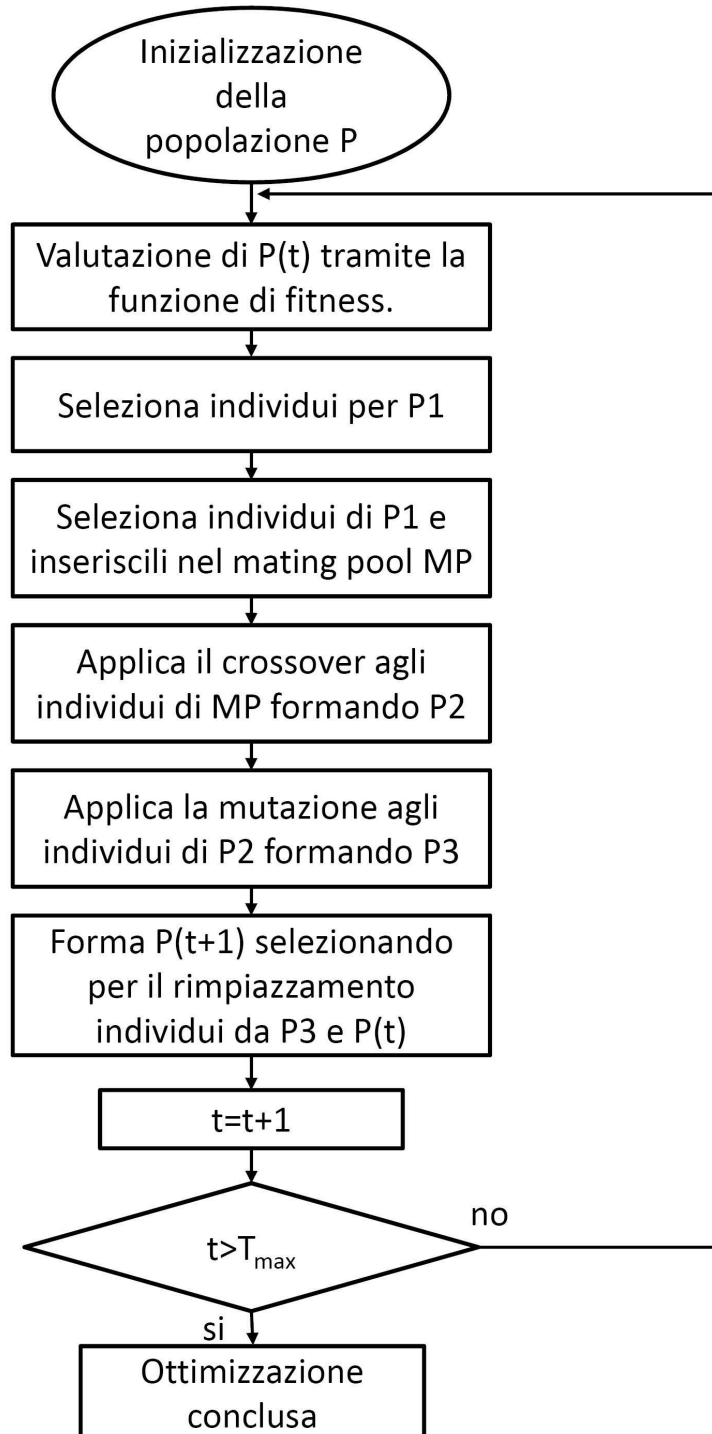 Inizializzazione
della
popolazione P
Valutazione di P(t) tramite la
funzione di fitness.
Seleziona individui per P1
Seleziona individui di P1 e
inseriscili nel mating pool MP
Applica il crossover agli
individui di MP formando P2
Applica la mutazione agli
individui di P2 formando P3
Forma P(t+1) selezionando
per il rimpiazzamento
individui da P3 e P(t)
t=t+1
no
t>Tmax
si
Ottimizzazione
conclusa